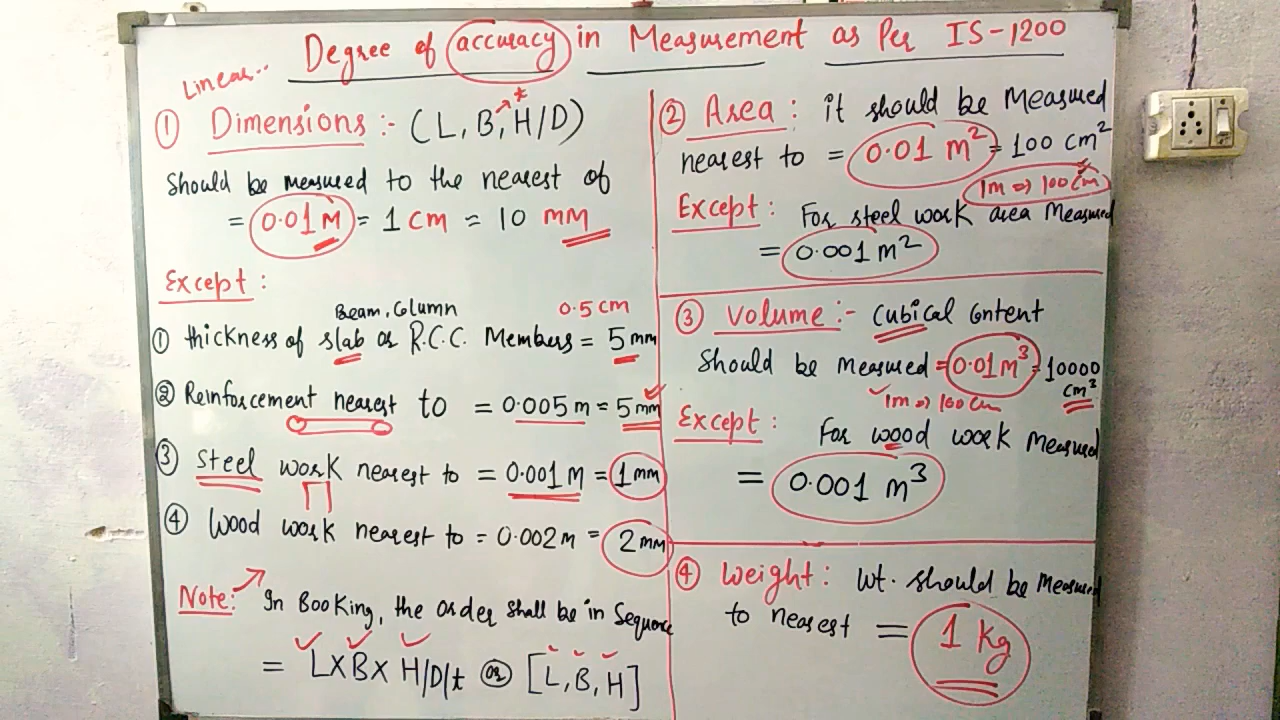 Degree of accuracy in Measurement as Per IS-1200
Linear..
① Dimensions :- (L, B, H/D) *
Should be measured to the nearest of
= 0.01 M = 1 cm = 10 mm
Except :
Beam, Column 0.5 cm
① thickness of slab or R.C.C. Members = 5 mm
② Reinforcement nearest to = 0.005 m = 5 mm
③ Steel work nearest to = 0.001 M = 1 mm
④ Wood work nearest to = 0.002 m = 2 mm
Note: In Booking, the order shall be in Sequence
= L x B x H/D/t or [L, B, H]
② Area : it should be Measured
nearest to = 0.01 m² = 100 cm²
1m => 100 cm
Except : For steel work area Measured
= 0.001 m²
③ Volume :- Cubical Content
Should be Measured = 0.01 m³ = 10000
cm³
1m => 100 cm
Except : For wood work Measured
= 0.001 m³
④ Weight : Wt. should be Measured
to nearest = 1 Kg